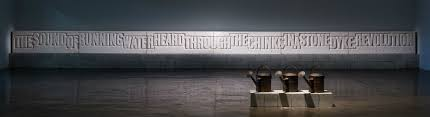 THE SOUND OF RUNNING WATER HEARD THROUGH THE CHINKS IN A STONE DYKE REVOLUTION